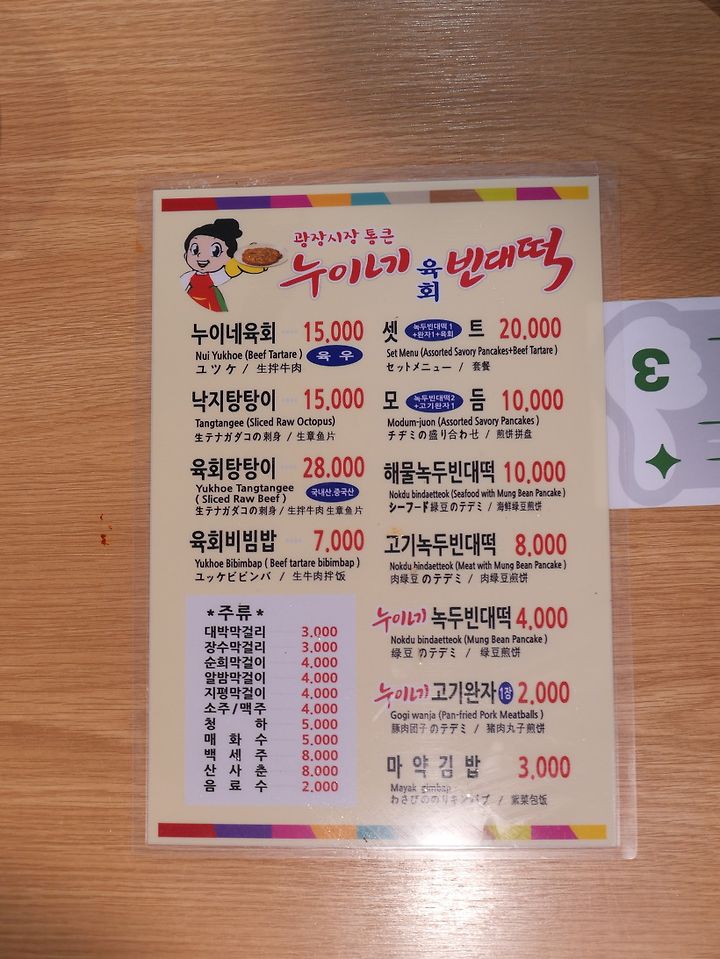 광장시장 통큰
누이네 육회 빈대떡
누이네육회 15,000
Nui Yukhoe (Beef Tartare) 육우
ユツケ / 生拌牛肉
낙지탕탕이 15,000
Tangtangee (Sliced Raw Octopus)
生テナガダコの刺身 / 生章鱼片
육회탕탕이 28.000
Yukhoe Tangtangee
( Sliced Raw Beef ) 국내산,중국산
生テナガダコの刺身 / 生拌牛肉 生章鱼片
육회비빔밥 7,000
Yukhoe Bibimbap ( Beef tartare bibimbap )
ユッケビビンバ / 生牛肉拌饭
*주류*
대박막걸리 3,000
장수막걸리 3,000
순희막걸이 4,000
알밤막걸이 4,000
지평막걸이 4,000
소주/맥주 4,000
청 하 5,000
매 화 수 5,000
백 세 주 8,000
산 사 춘 8,000
음 료 수 2,000
셋 녹두빈대떡1 +완자1+육회 트 20,000
Set Menu (Assorted Savory Pancakes+Beef Tartare )
セットメニュー / 套餐
모 녹두빈대떡2 +고기완자1 듬 10,000
Modum-juon (Assorted Savory Pancakes )
チヂミの盛り合わせ / 煎饼拼盘
해물녹두빈대떡 10,000
Nokdu bindaetteok (Seafood with Mung Bean Pancake )
シーフード緑豆のテデミ / 海鲜绿豆煎饼
고기녹두빈대떡 8,000
Nokdu bindaetteok (Meat with Mung Bean Pancake )
肉绿豆 のテデミ / 肉绿豆煎饼
누이네 녹두빈대떡 4,000
Nokdu bindaetteok (Mung Bean Pancake )
绿豆 のテデミ / 绿豆煎饼
누이네 고기완자 1장 2,000
Gogi wanja (Pan-fried Pork Meatballs )
豚肉団子のテデミ / 猪肉丸子煎饼
마 약 김 밥 3,000
Mayak gimbap
わさびののりキンパプ / 紫菜包饭
3